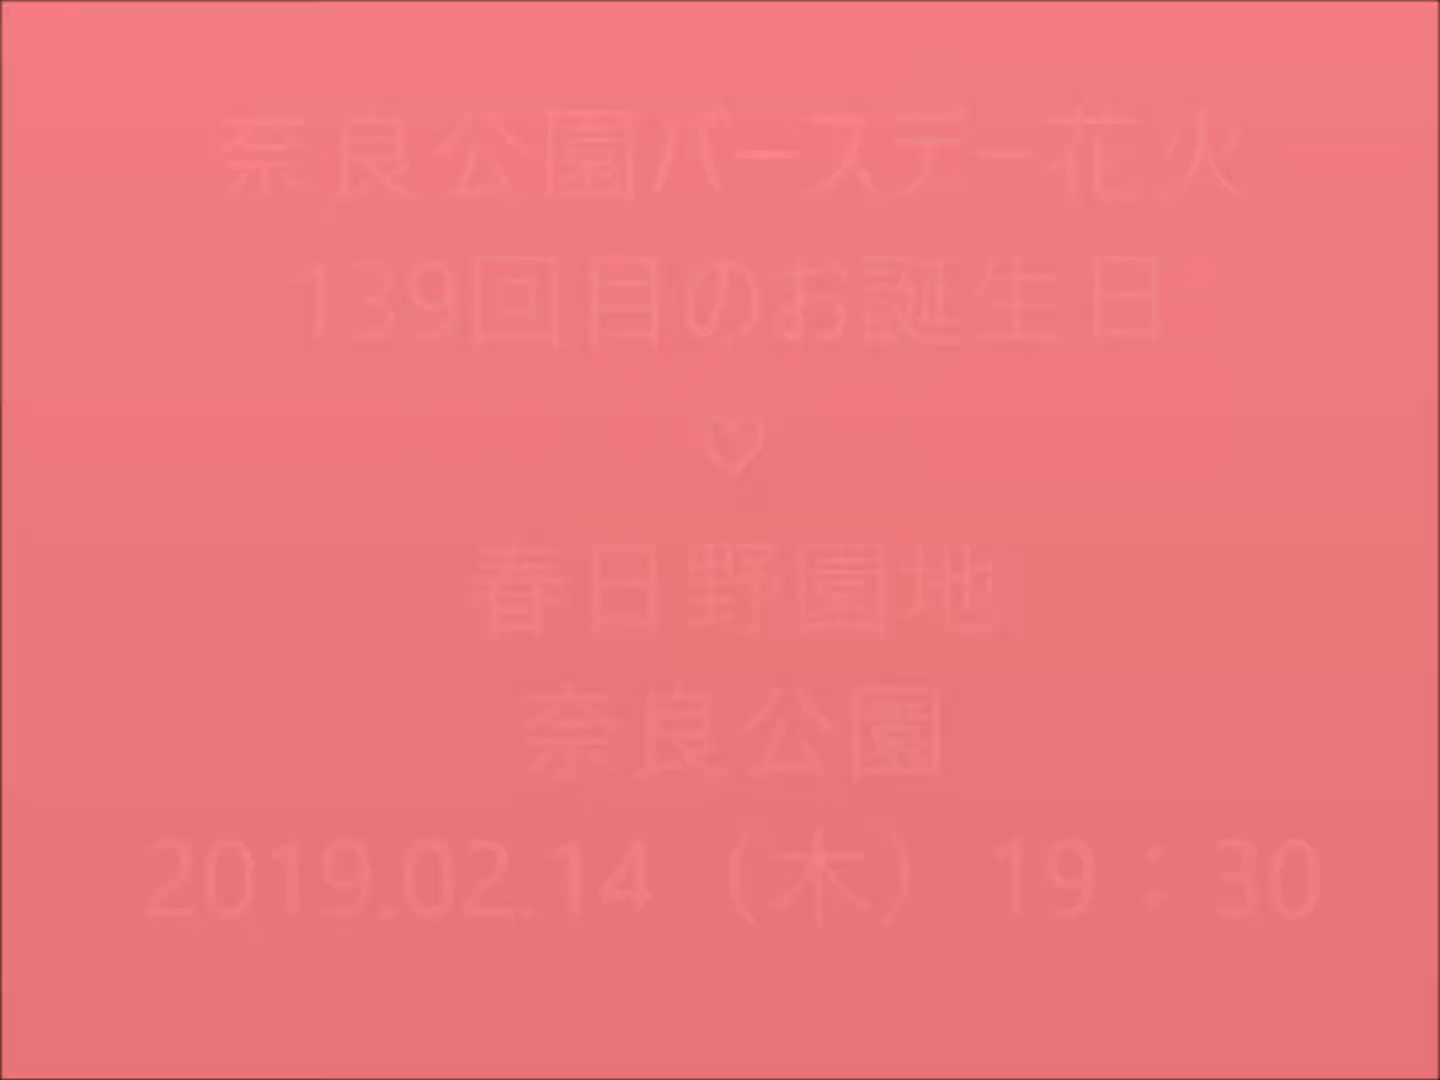 奈良公園バースデー花火
139回目のお誕生日
♡
春日野園地
奈良公園
2019.02.14（木）19：30